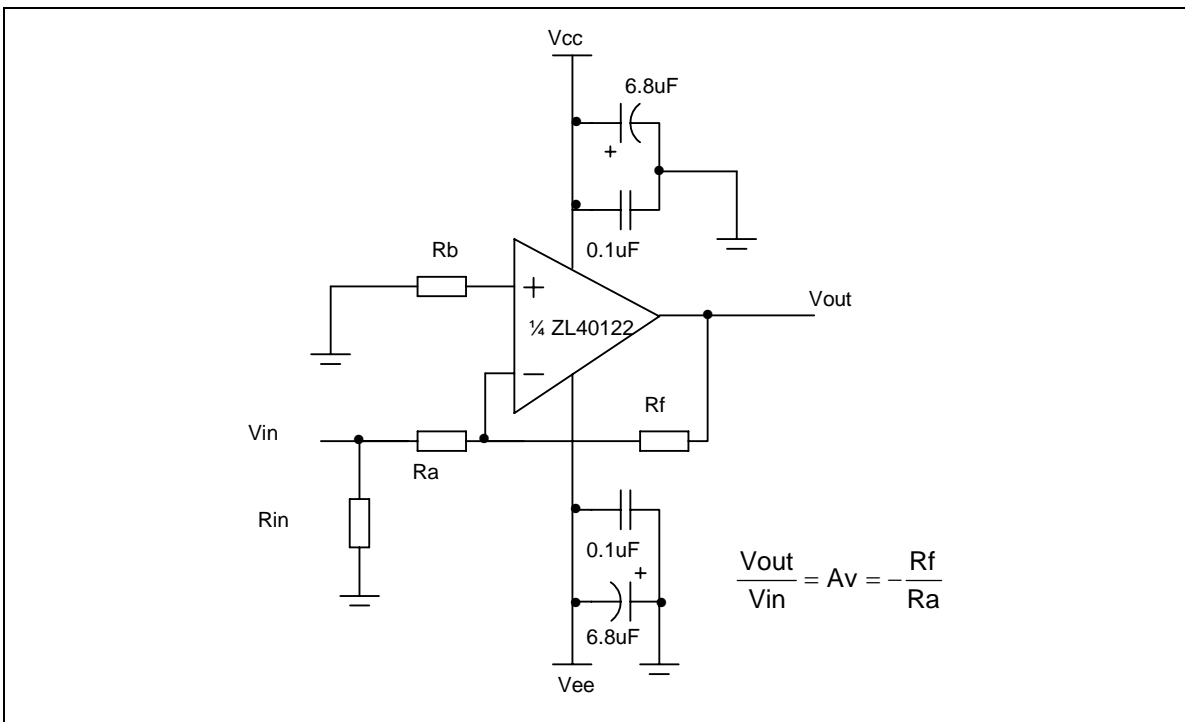 Vcc
6.8uF
+
0.1uF
Rb
+
¼ ZL40122
Vout
−
Rf
Vin
Ra
Rin
0.1uF
+
6.8uF
Vee
Vout/Vin = Av = −Rf/Ra